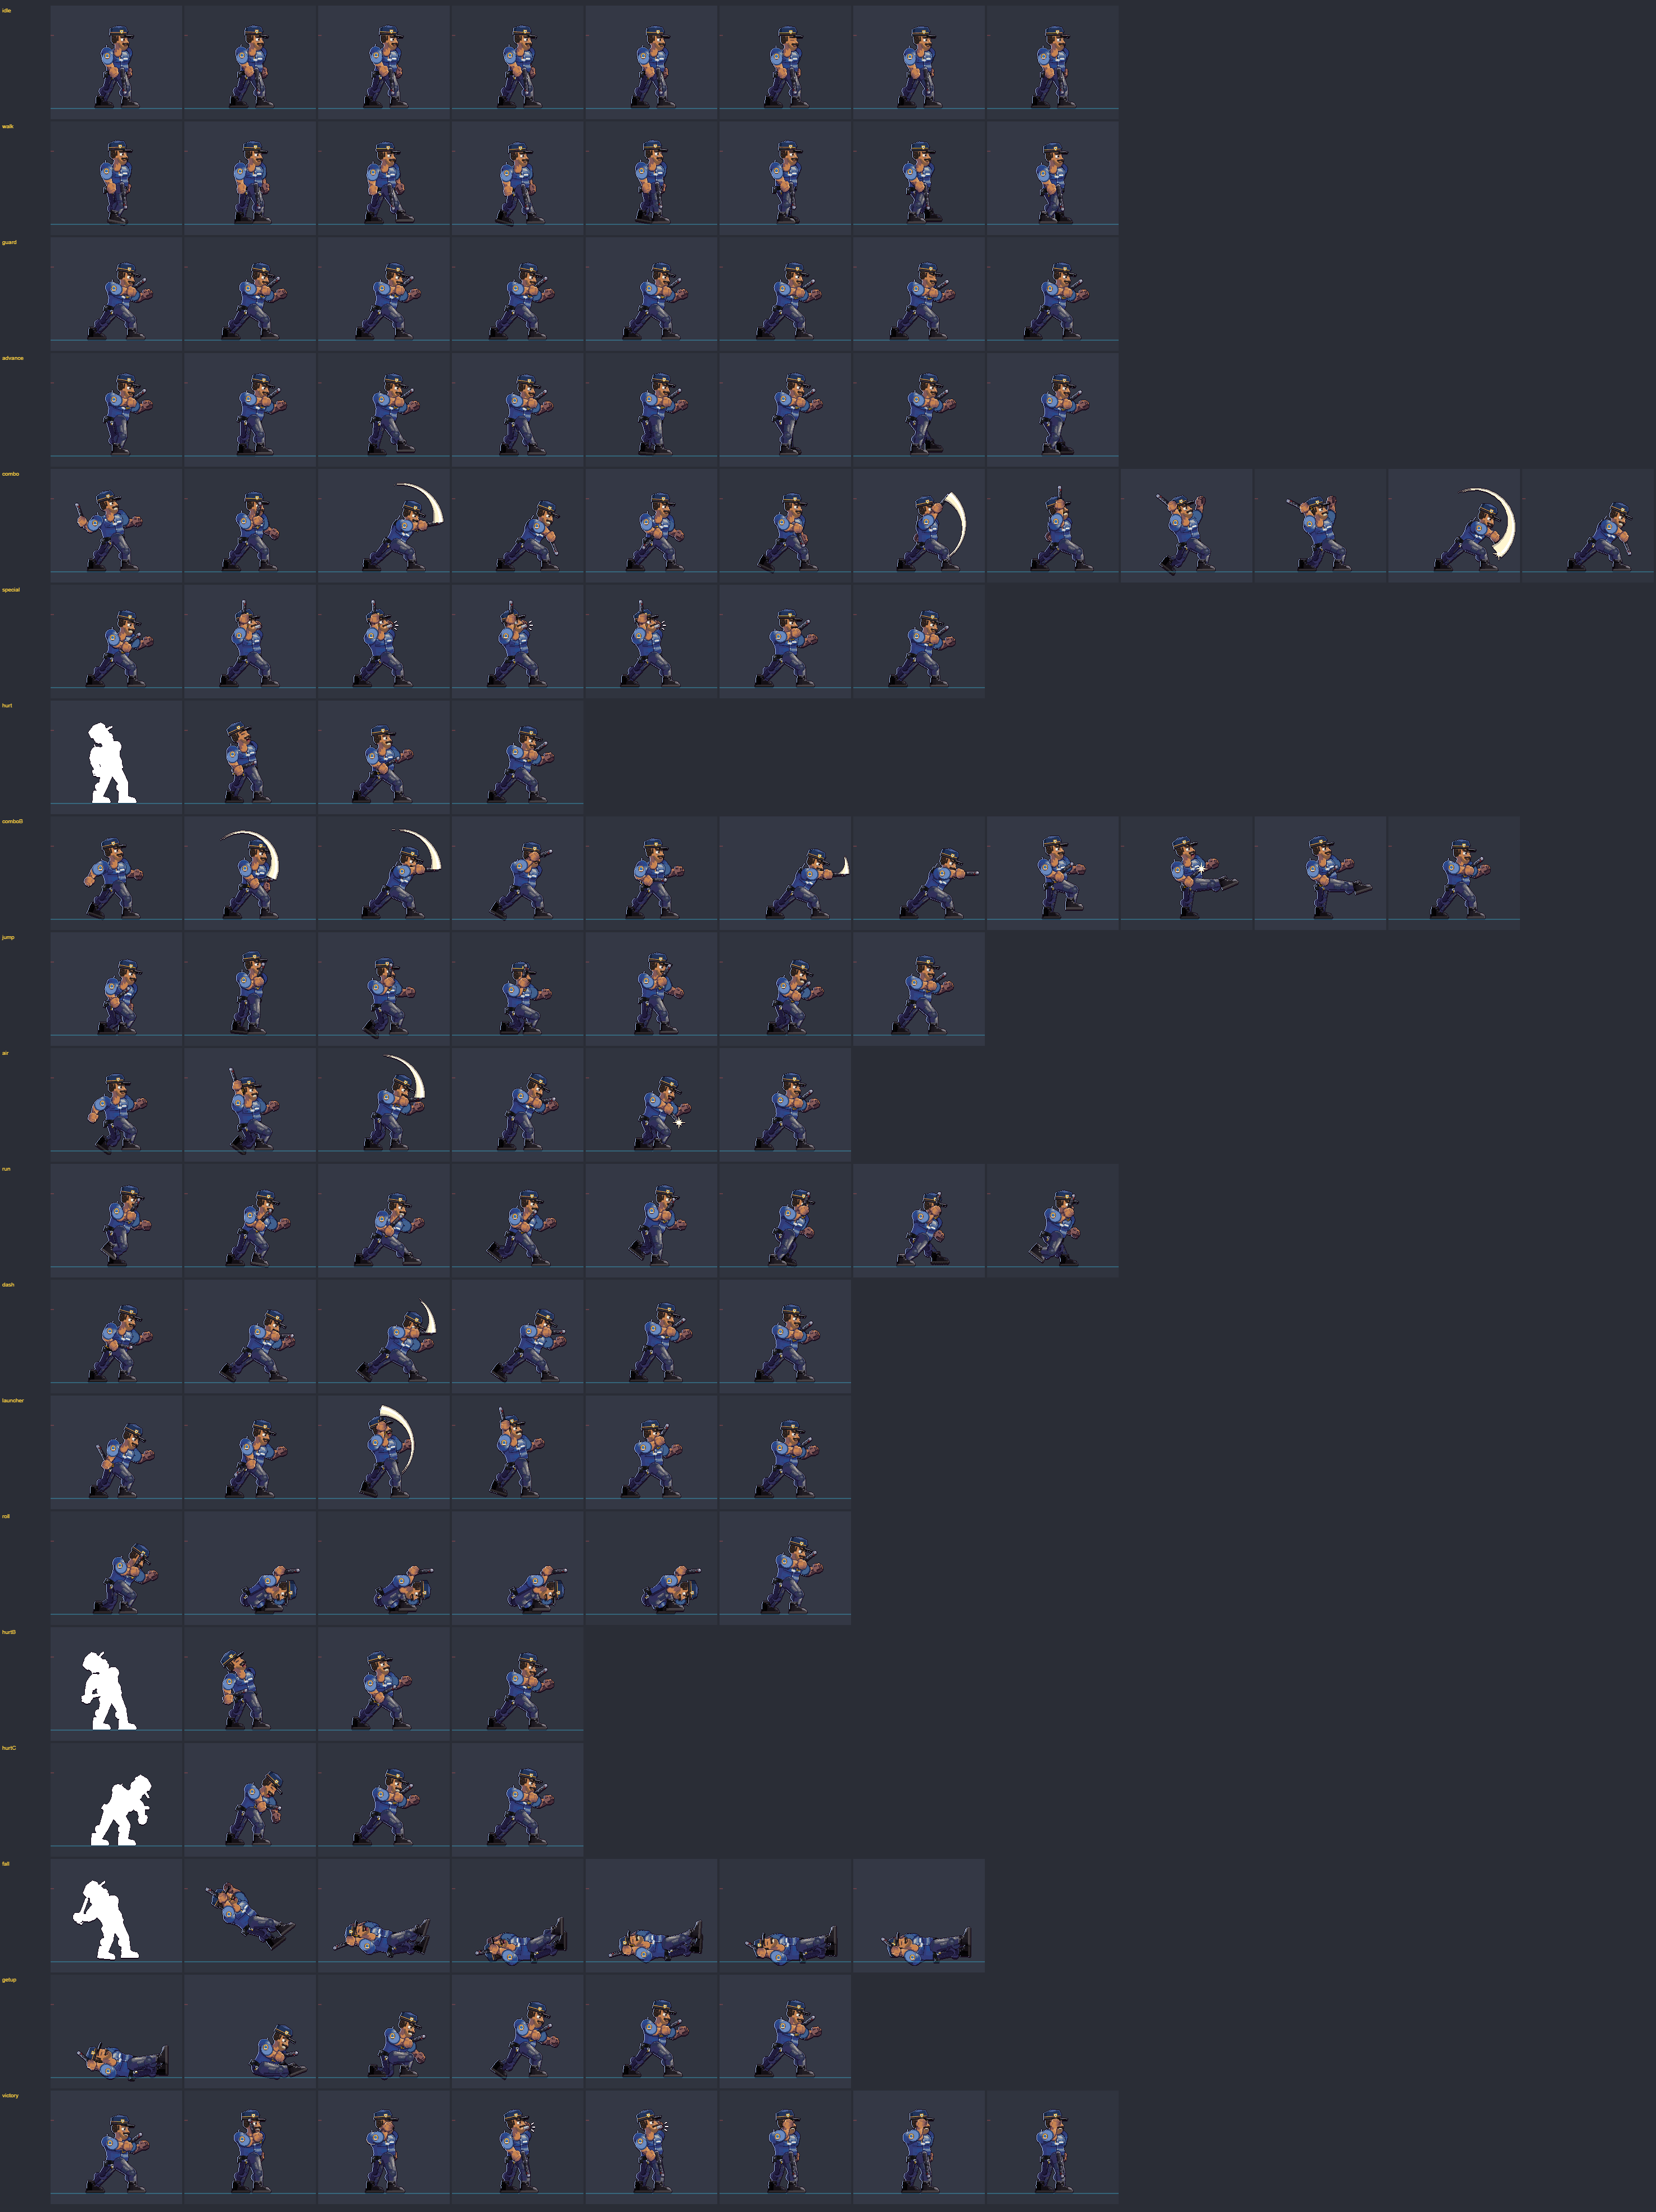 idle
walk
guard
advance
combo
special
hurt
comboB
jump
air
run
dash
launcher
roll
hurtB
hurtC
fall
getup
victory